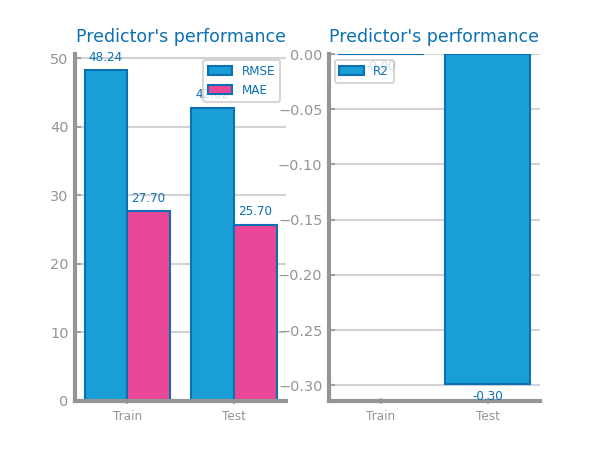 Predictor's performance
50
40
30
20
10
0
48.24
27.70
25.70
RMSE
MAE
Train
Test
Predictor's performance
0.00
−0.05
−0.10
−0.15
−0.20
−0.25
−0.30
R2
-0.30
Train
Test